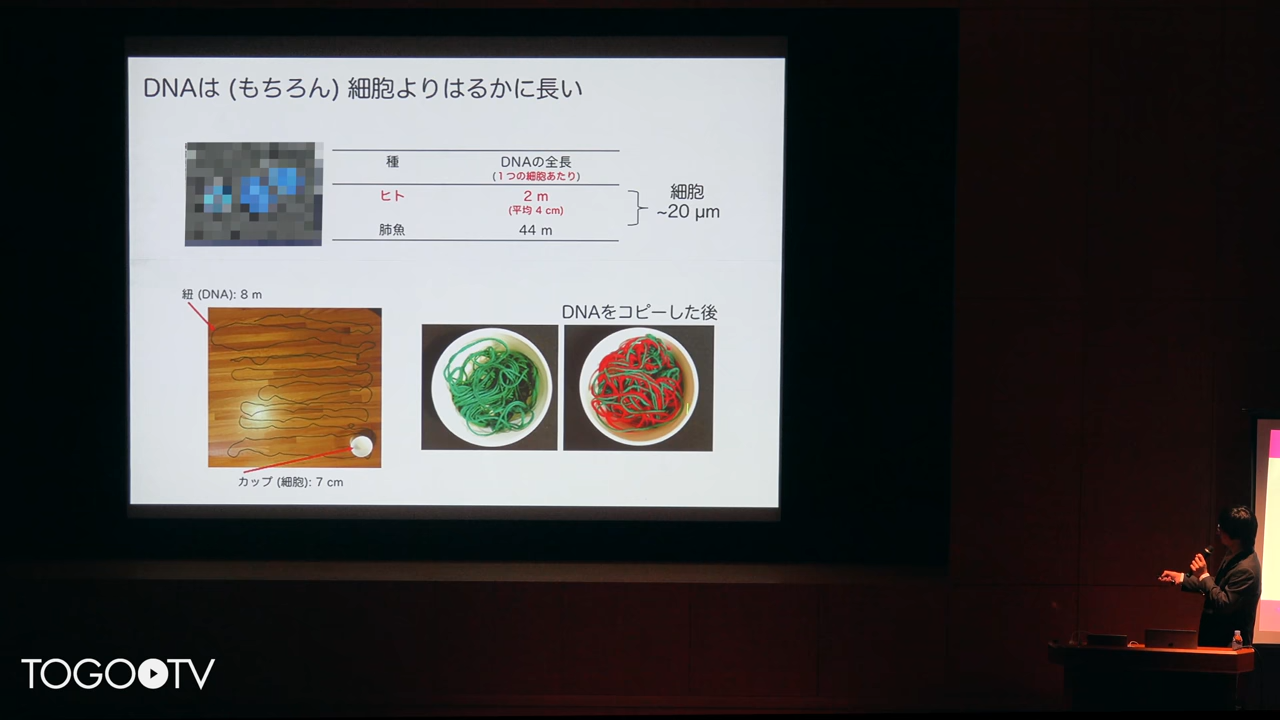 DNAは (もちろん) 細胞よりはるかに長い
種 DNAの全長
(1つの細胞あたり)
ヒト 2 m
(平均 4 cm)
肺魚 44 m
細胞
~20 µm
紐 (DNA): 8 m
DNAをコピーした後
カップ (細胞): 7 cm
TOGOTV